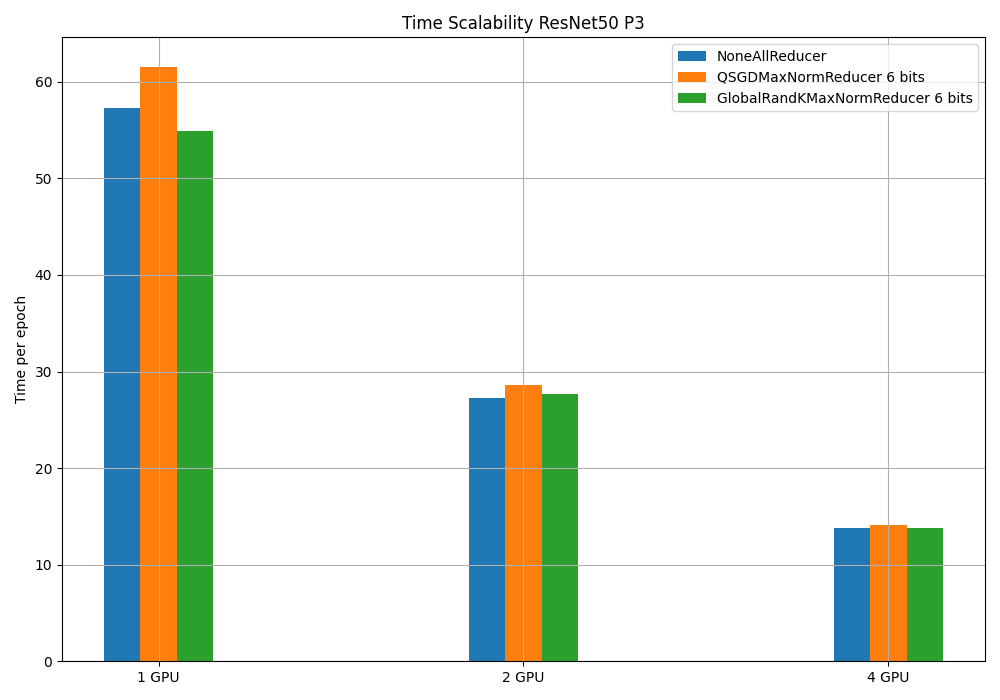 Time Scalability ResNet50 P3
NoneAllReducer
QSGDMaxNormReducer 6 bits
GlobalRandKMaxNormReducer 6 bits
Time per epoch
60
50
40
30
20
10
0
1 GPU
2 GPU
4 GPU